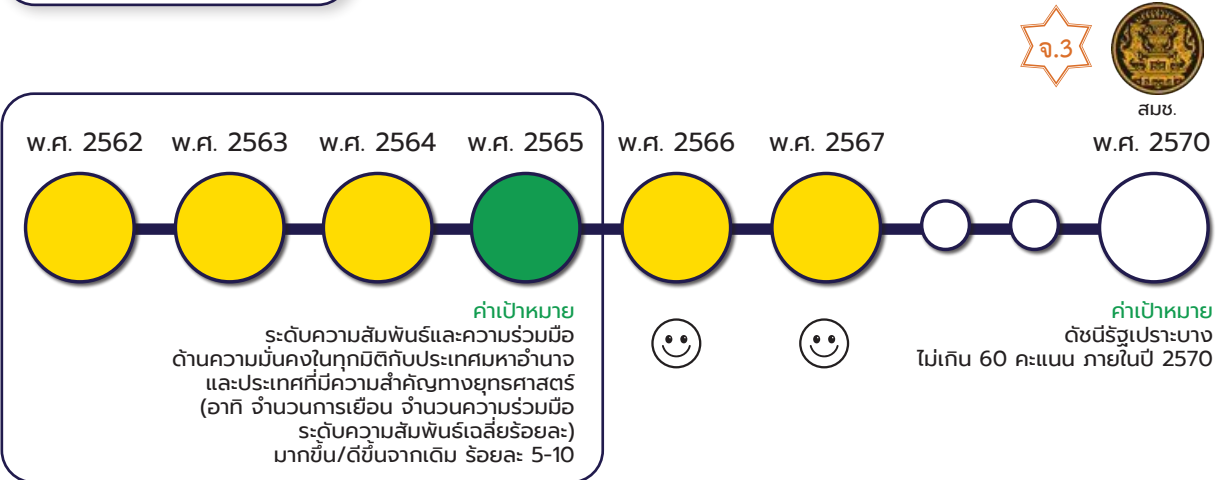 จ.3
สมช.
พ.ศ. 2562 พ.ศ. 2563 พ.ศ. 2564 พ.ศ. 2565 พ.ศ. 2566 พ.ศ. 2567 พ.ศ. 2570
ค่าเป้าหมาย
ระดับความสัมพันธ์และความร่วมมือ
ด้านความมั่นคงในทุกมิติกับประเทศมหาอำนาจ
และประเทศที่มีความสำคัญทางยุทธศาสตร์
(อาทิ จำนวนการเยือน จำนวนความร่วมมือ
ระดับความสัมพันธ์เฉลี่ยร้อยละ)
มากขึ้น/ดีขึ้นจากเดิม ร้อยละ 5-10
ค่าเป้าหมาย
ดัชนีรัฐเปราะบาง
ไม่เกิน 60 คะแนน ภายในปี 2570